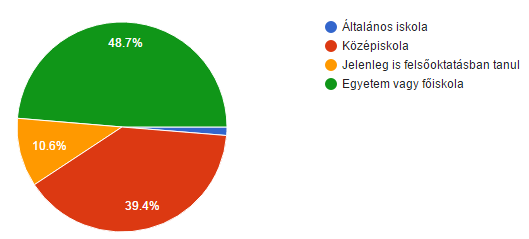 48.7%
10.6%
39.4%
Általános iskola
Középiskola
Jelenleg is felsőoktatásban tanul
Egyetem vagy főiskola